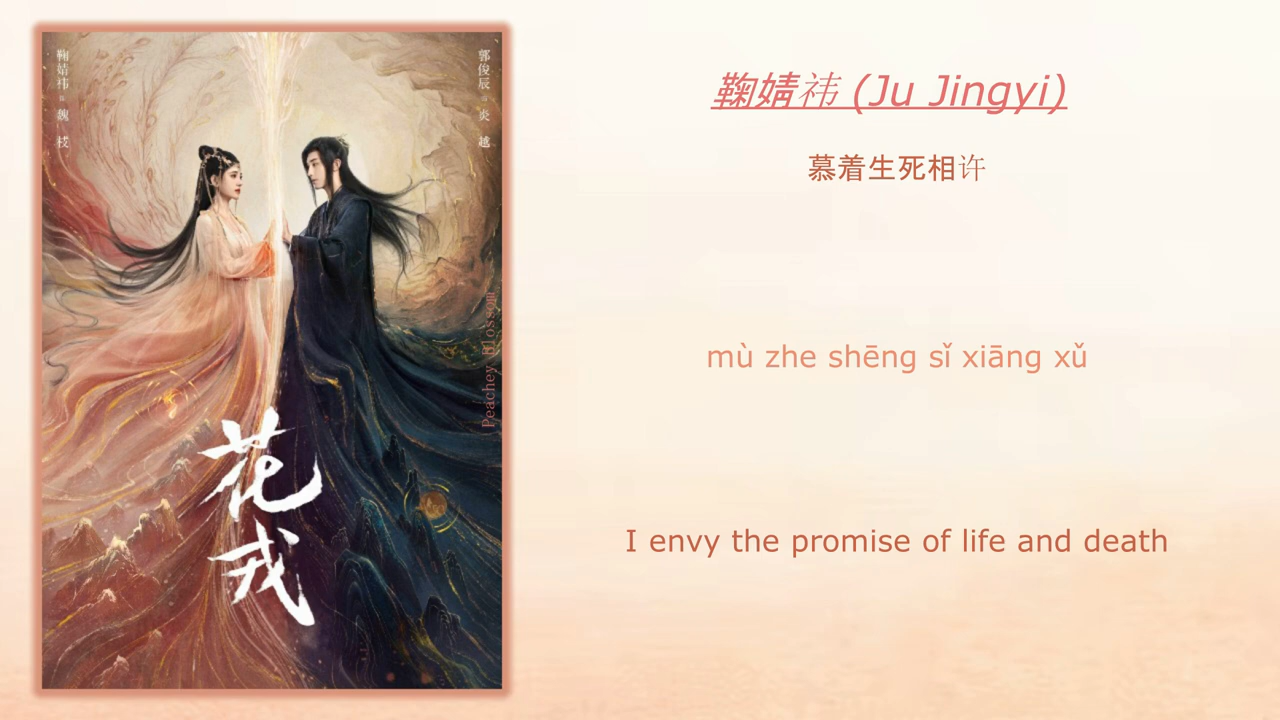 鞠婧祎
饰
魏枝
郭俊辰
饰
炎越
Peachey Blossom
花戎
鞠婧祎 (Ju Jingyi)
慕着生死相许
mù zhe shēng sǐ xiāng xǔ
I envy the promise of life and death